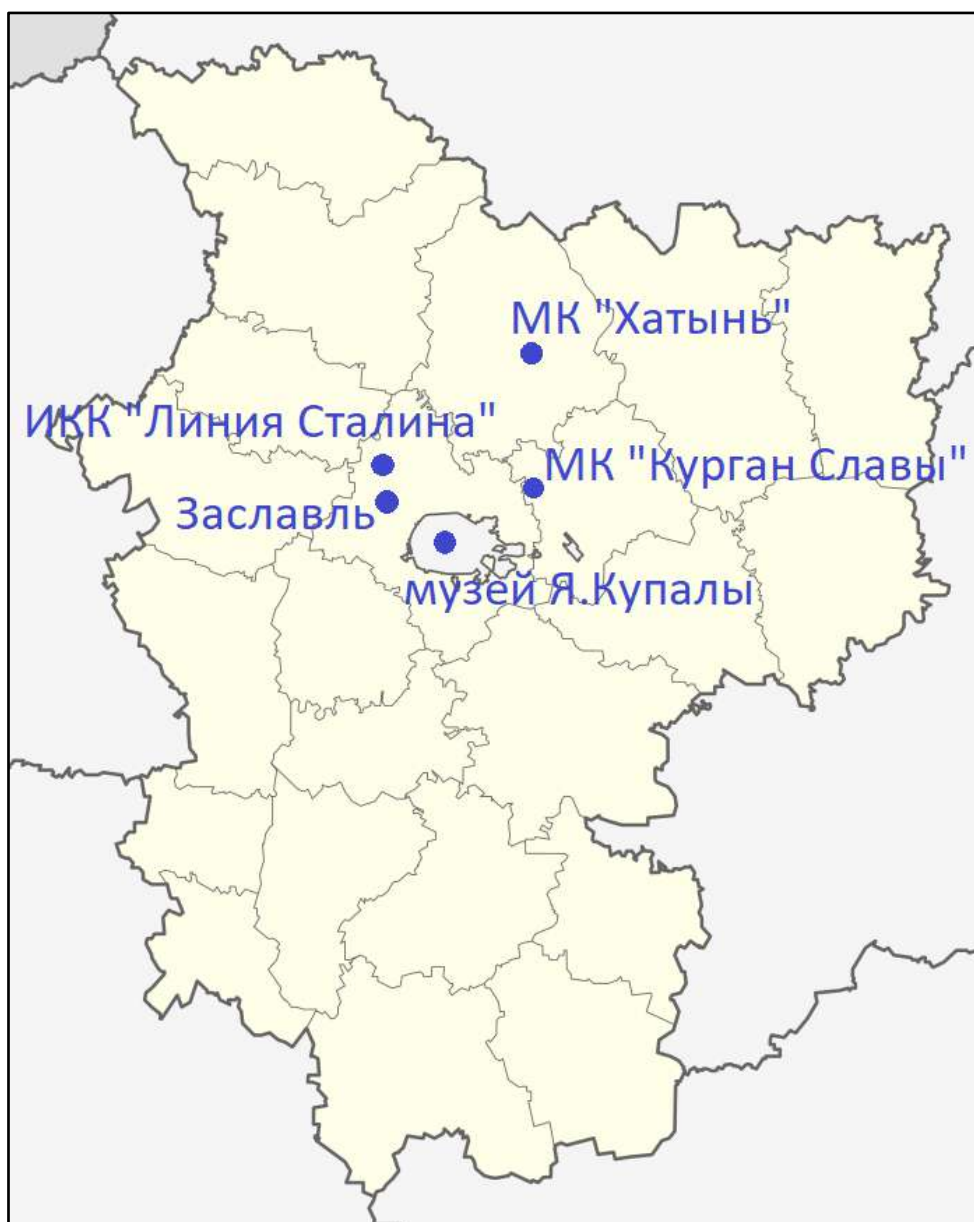 МК "Хатынь"
ИКК "Линия Сталина"
МК "Курган Славы"
Заславль
музей Я.Купалы